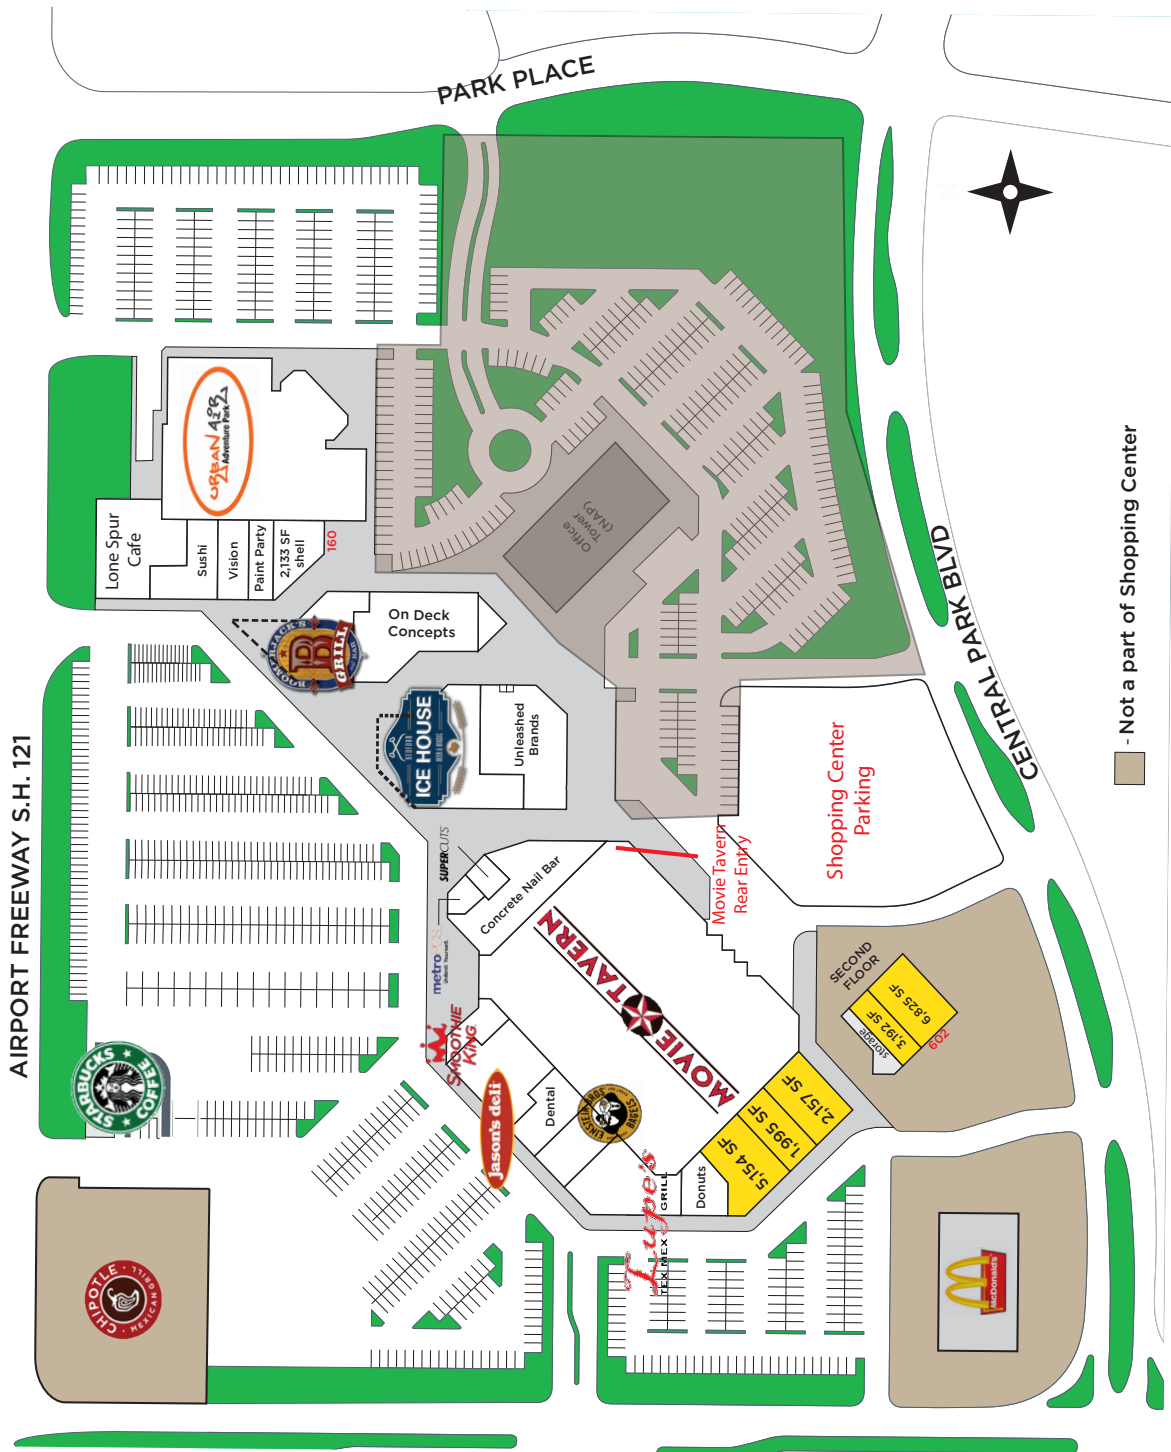 PARK PLACE
URBAN AIR
Adventure Park
Lone Spur
Cafe
Sushi
Vision
Paint Party
2,133 SF
shell
160
Office
Tower
(NAP)
On Deck
Concepts
BOOMERJACK'S
GRILL
ICE HOUSE
Unleashed
Brands
AIRPORT FREEWAY S.H. 121
CENTRAL PARK BLVD
- Not a part of Shopping Center
Shopping Center
Parking
Movie Tavern
Rear Entry
SUPERCUTS
Concrete Nail Bar
metroPCS.
MOVIE TAVERN
SMOOTHIE
KING
STARBUCKS
COFFEE
Jason's deli
Dental
EINSTEIN BROS
BAGELS
Lupe's
TEX MEX GRILL
Donuts
5,154 SF
1,995 SF
2,157 SF
SECOND
FLOOR
storage
3,192 SF
6,825 SF
602
CHIPOTLE
MEXICAN GRILL
McDonald's